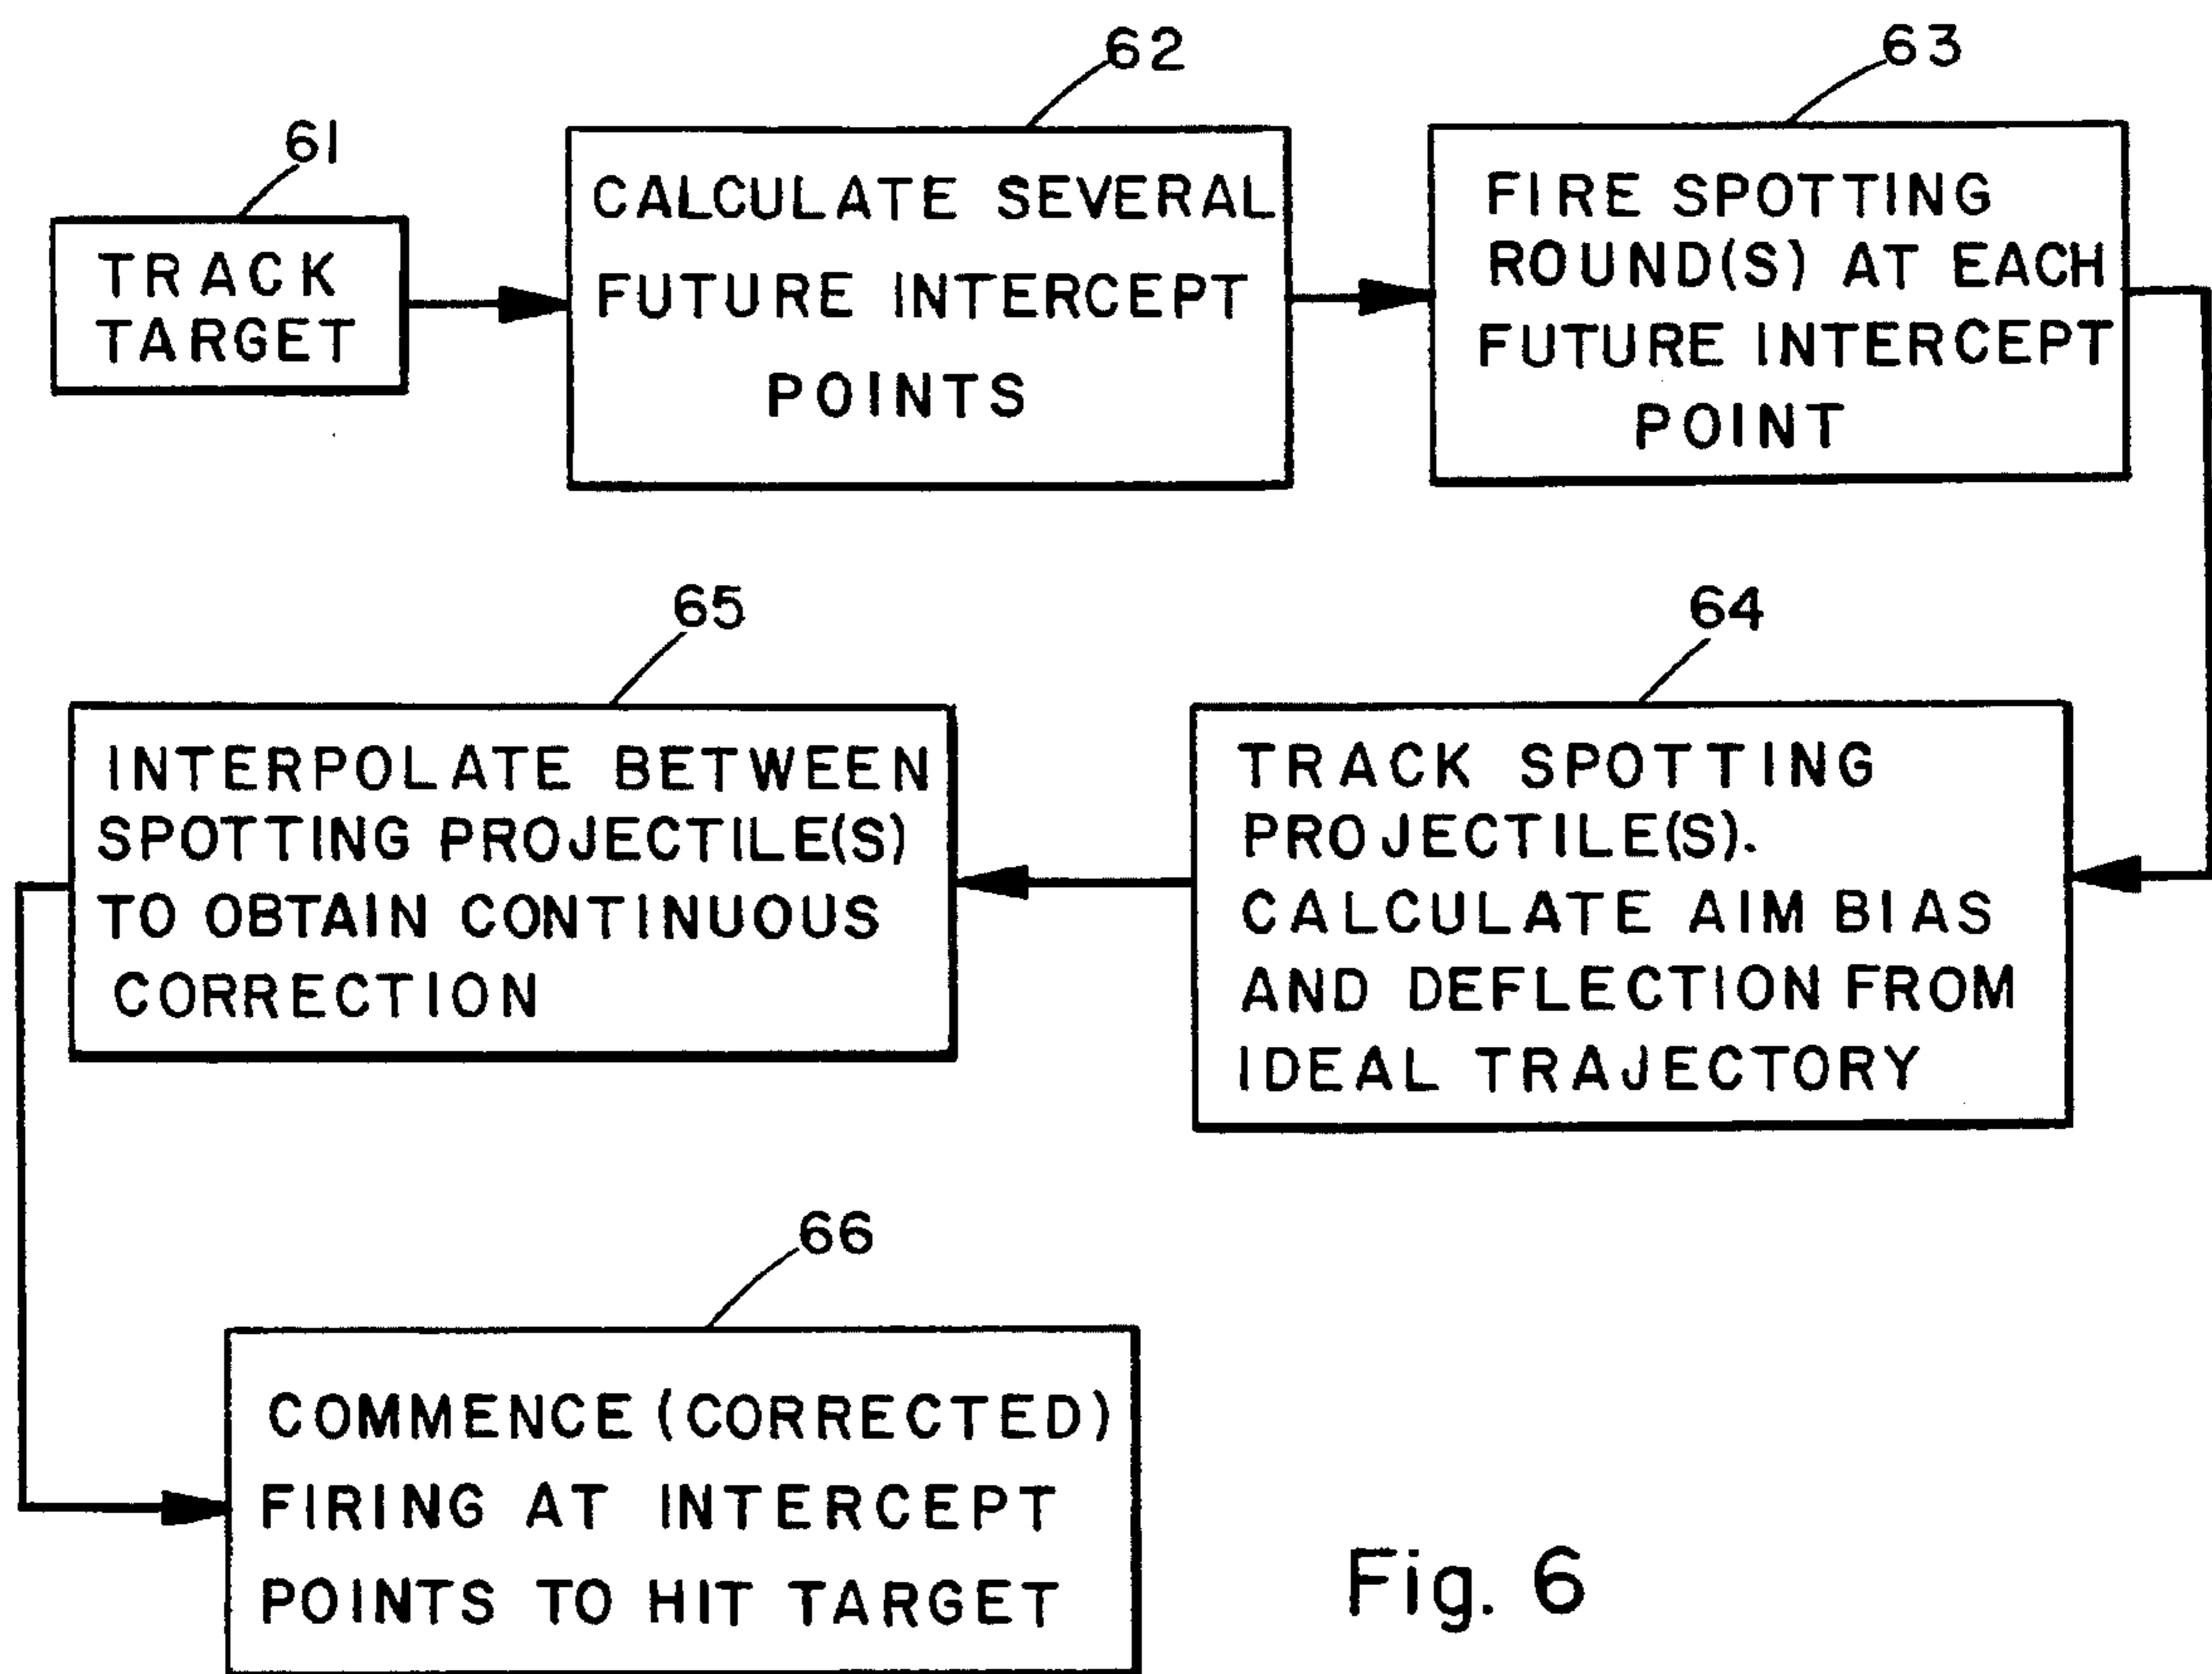 61
TRACK
TARGET
62
CALCULATE SEVERAL
FUTURE INTERCEPT
POINTS
63
FIRE SPOTTING
ROUND(S) AT EACH
FUTURE INTERCEPT
POINT
64
TRACK SPOTTING
PROJECTILE(S).
CALCULATE AIM BIAS
AND DEFLECTION FROM
IDEAL TRAJECTORY
65
INTERPOLATE BETWEEN
SPOTTING PROJECTILE(S)
TO OBTAIN CONTINUOUS
CORRECTION
66
COMMENCE (CORRECTED)
FIRING AT INTERCEPT
POINTS TO HIT TARGET
Fig. 6